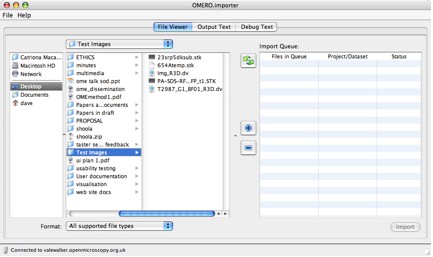 OMERO.importer
File Help
File Viewer Output Text Debug Text
Test Images
Import Queue:
Catriona Maca...
Macintosh HD
Network
Desktop
Documents
dave
ETHICS
minutes
multimedia
ome talk sod.ppt
ome_dissemination
OMEmethod1.pdf
Papers a...ocuments
Papers in draft
PROPOSAL
shoola
shoola.zip
taster se... feedback
Test Images
ui plan 1.pdf
usability testing
User documentation
visualisation
web site docs
23srp5dksub.stk
654Atemp.stk
Img_R3D.dv
PA-SDS-RF...FP_t1.STK
T2987_G1_BF01_R3D.dv
Files in Queue Project/Dataset Status
Format: All supported file types
Import
Connected to valewalker.openmicroscopy.org.uk